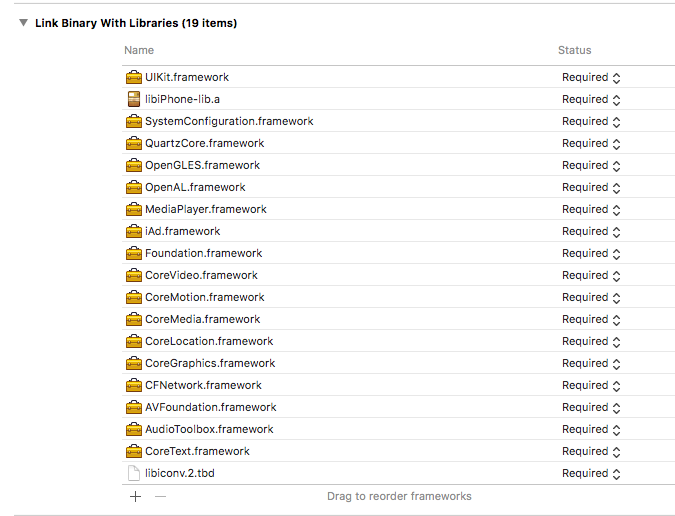 Link Binary With Libraries (19 items)
Name Status
UIKit.framework Required
libiPhone-lib.a Required
SystemConfiguration.framework Required
QuartzCore.framework Required
OpenGLES.framework Required
OpenAL.framework Required
MediaPlayer.framework Required
iAd.framework Required
Foundation.framework Required
CoreVideo.framework Required
CoreMotion.framework Required
CoreMedia.framework Required
CoreLocation.framework Required
CoreGraphics.framework Required
CFNetwork.framework Required
AVFoundation.framework Required
AudioToolbox.framework Required
CoreText.framework Required
libiconv.2.tbd Required
Drag to reorder frameworks